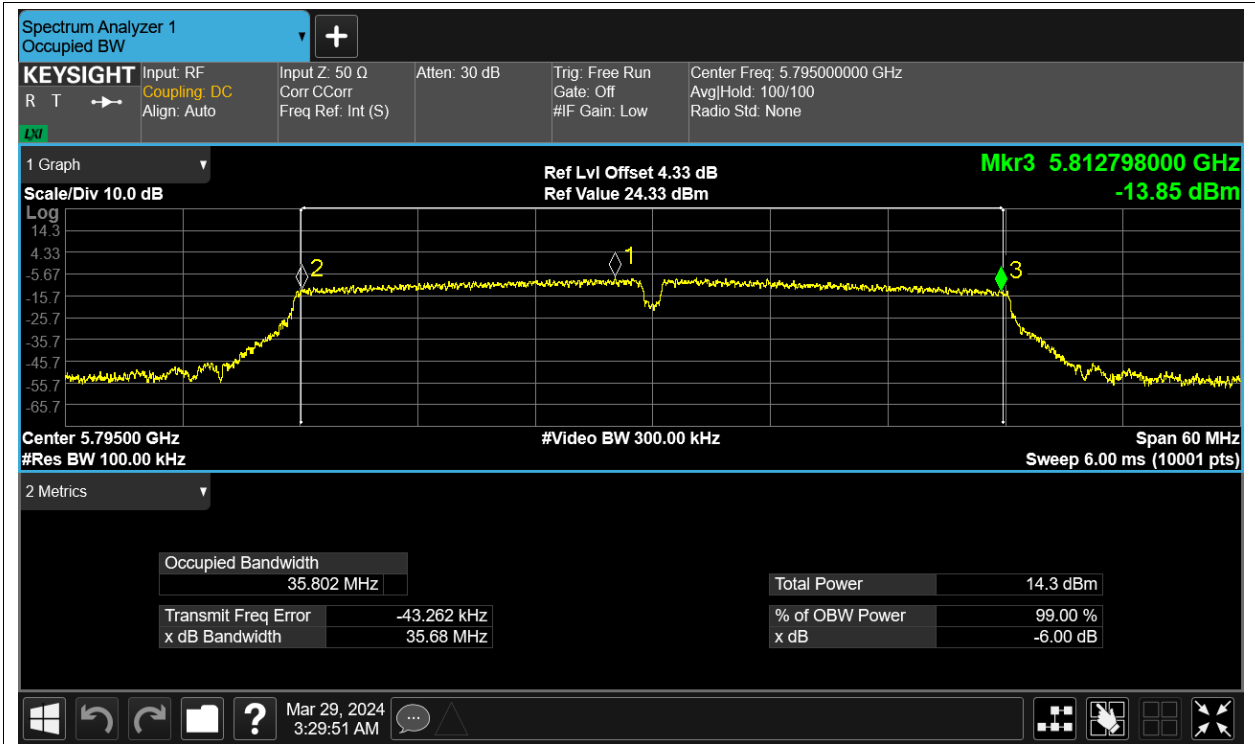 Spectrum Analyzer 1
Occupied BW
KEYSIGHT
R T
LXI
Input: RF
Coupling: DC
Align: Auto
Input Z: 50 Ω
Corr CCorr
Freq Ref: Int (S)
Atten: 30 dB
Trig: Free Run
Gate: Off
#IF Gain: Low
Center Freq: 5.795000000 GHz
Avg|Hold: 100/100
Radio Std: None
1 Graph
Scale/Div 10.0 dB
Ref Lvl Offset 4.33 dB
Ref Value 24.33 dBm
Mkr3 5.812798000 GHz
-13.85 dBm
Log
14.3
4.33
-5.67
-15.7
-25.7
-35.7
-45.7
-55.7
-65.7
2
1
3
Center 5.79500 GHz
#Res BW 100.00 kHz
#Video BW 300.00 kHz
Span 60 MHz
Sweep 6.00 ms (10001 pts)
2 Metrics
Occupied Bandwidth
35.802 MHz
Transmit Freq Error -43.262 kHz
x dB Bandwidth 35.68 MHz
Total Power 14.3 dBm
% of OBW Power 99.00 %
x dB -6.00 dB
?
Mar 29, 2024
3:29:51 AM